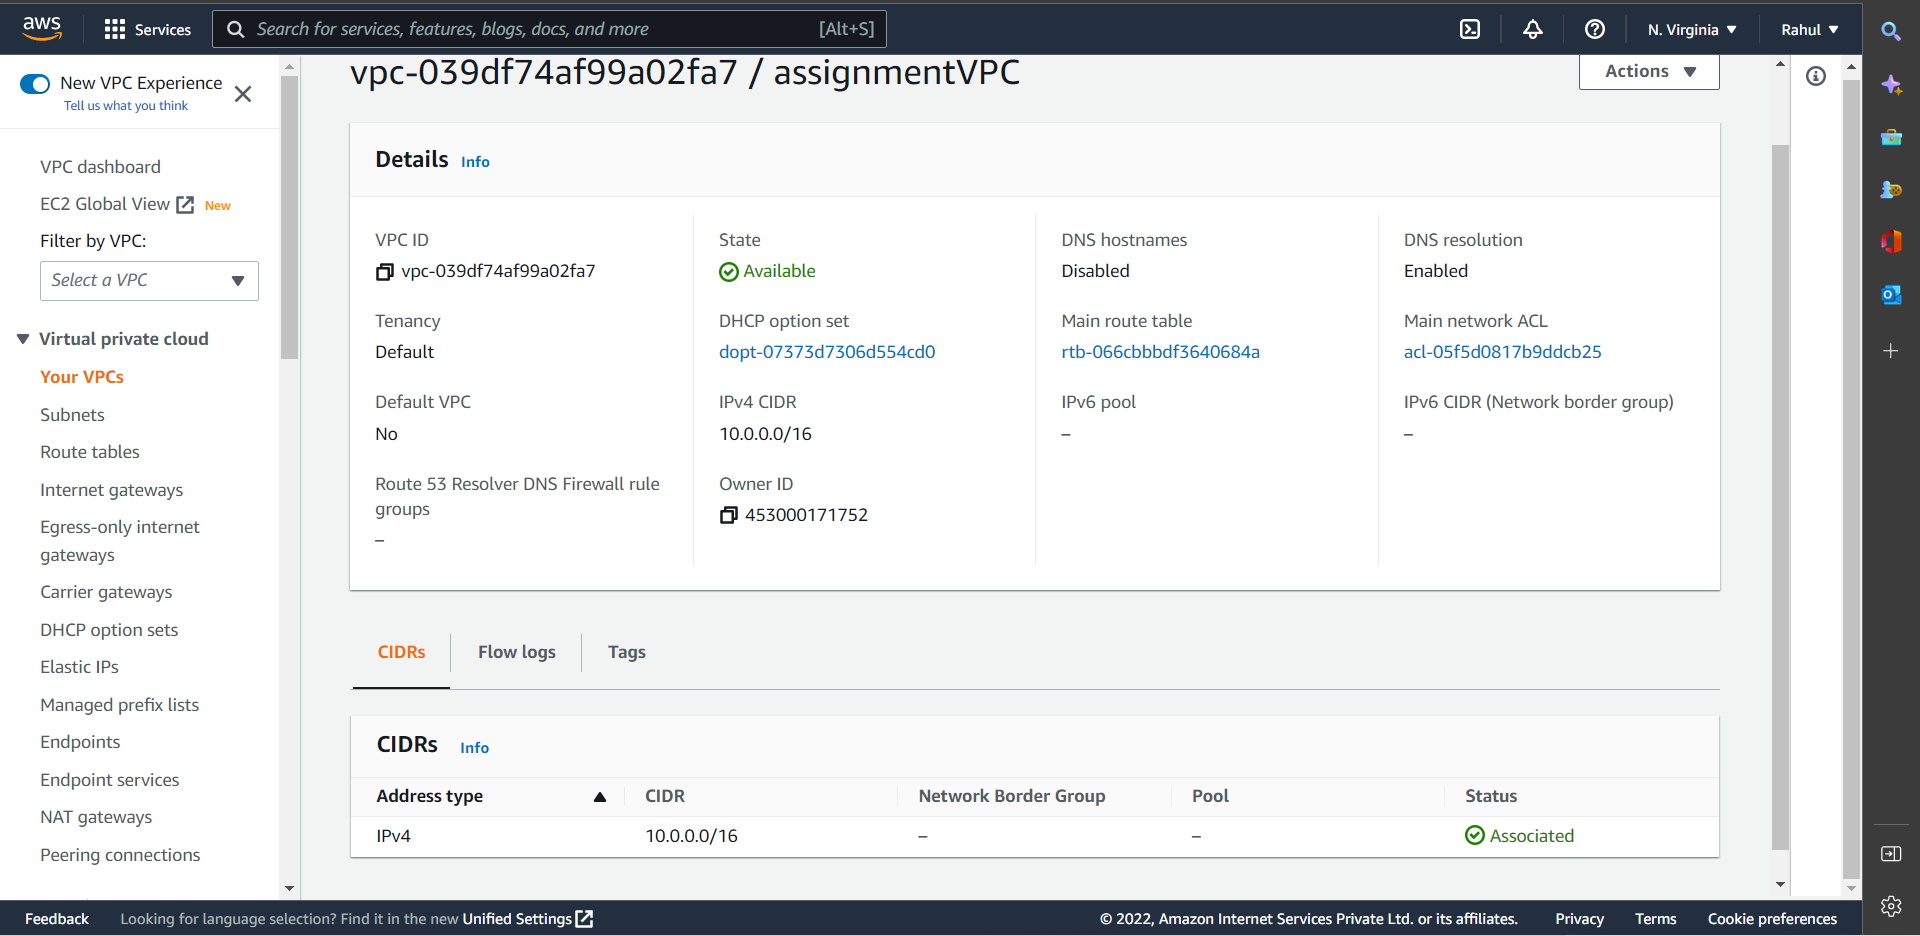 aws
Services
Search for services, features, blogs, docs, and more
[Alt+S]
N. Virginia
Rahul
New VPC Experience
Tell us what you think
VPC dashboard
EC2 Global View
New
Filter by VPC:
Select a VPC
Virtual private cloud
Your VPCs
Subnets
Route tables
Internet gateways
Egress-only internet
gateways
Carrier gateways
DHCP option sets
Elastic IPs
Managed prefix lists
Endpoints
Endpoint services
NAT gateways
Peering connections
vpc-039df74af99a02fa7 / assignmentVPC
Actions
Details Info
VPC ID
vpc-039df74af99a02fa7
State
Available
DNS hostnames
Disabled
DNS resolution
Enabled
Tenancy
Default
DHCP option set
dopt-07373d7306d554cd0
Main route table
rtb-066cbbbdf3640684a
Main network ACL
acl-05f5d0817b9ddcb25
Default VPC
No
IPv4 CIDR
10.0.0.0/16
IPv6 pool
–
IPv6 CIDR (Network border group)
–
Route 53 Resolver DNS Firewall rule
groups
–
Owner ID
453000171752
CIDRs
Flow logs
Tags
CIDRs Info
Address type CIDR Network Border Group Pool Status
IPv4 10.0.0.0/16 – – Associated
Feedback
Looking for language selection? Find it in the new Unified Settings
© 2022, Amazon Internet Services Private Ltd. or its affiliates.
Privacy
Terms
Cookie preferences